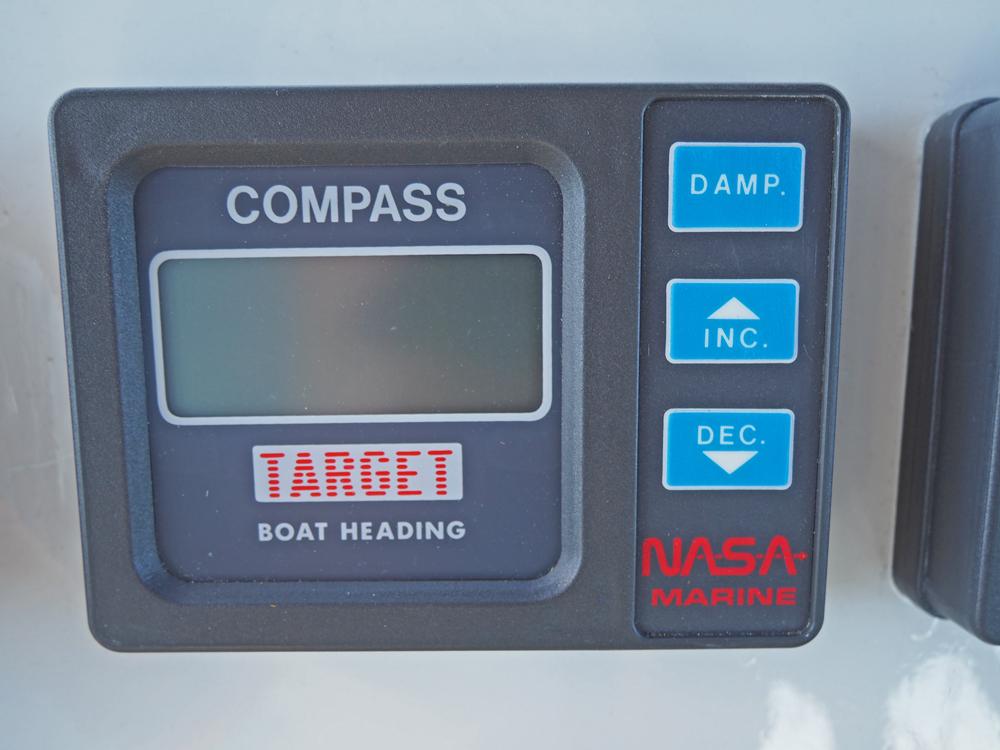 COMPASS
TARGET
BOAT HEADING
DAMP.
INC.
DEC.
NASA
MARINE